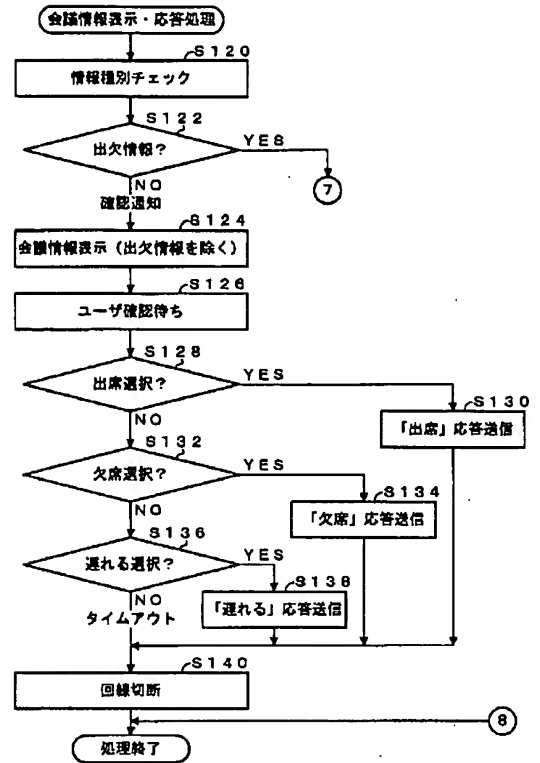 会議情報表示・応答処理
S120
情報種別チェック
S122
出欠情報？
YES
7
NO
確認通知
S124
会議情報表示（出欠情報を除く）
S126
ユーザ確認待ち
S128
出席選択？
YES
S130
「出席」応答送信
NO
S132
欠席選択？
YES
S134
「欠席」応答送信
NO
S136
遅れる選択？
YES
S138
「遅れる」応答送信
NO
タイムアウト
S140
回線切断
8
処理終了